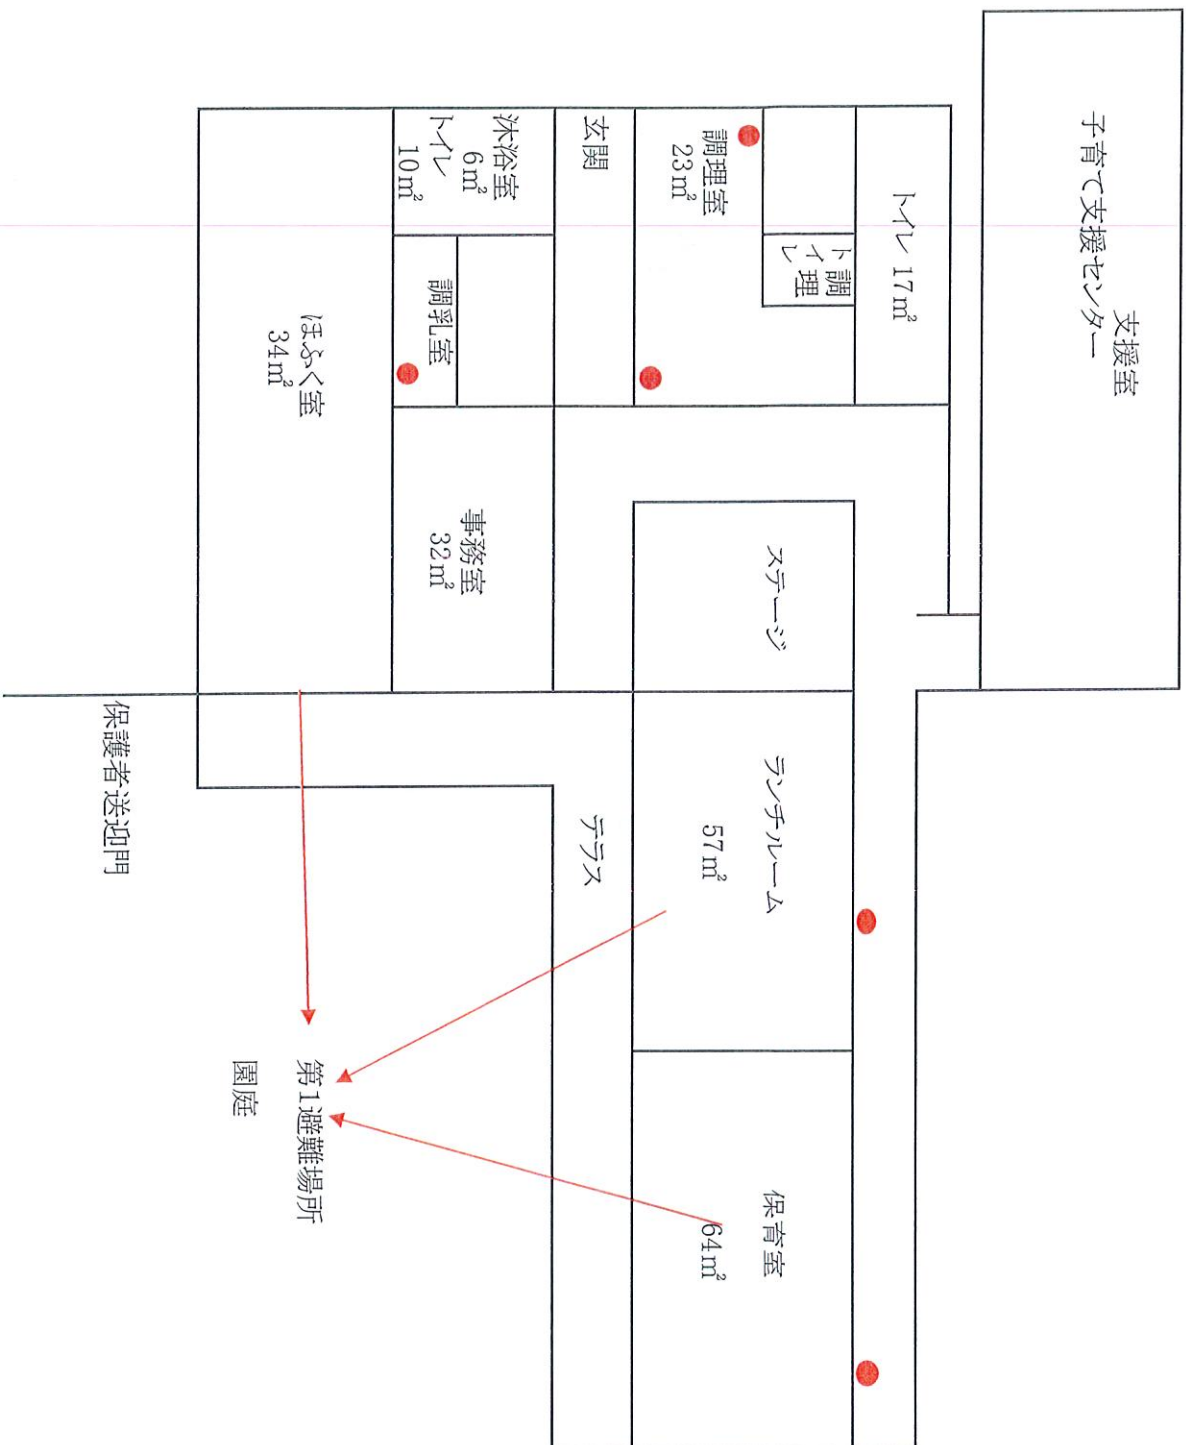 支援室
子育て支援センター
トイレ 17㎡
調理
トイレ
調理室
23㎡
玄関
沐浴室
6㎡
トイレ
10㎡
調乳室
ほふく室
34㎡
事務室
32㎡
ステージ
ランチルーム
57㎡
テラス
保育室
64㎡
保護者送迎門
第1避難場所
園庭